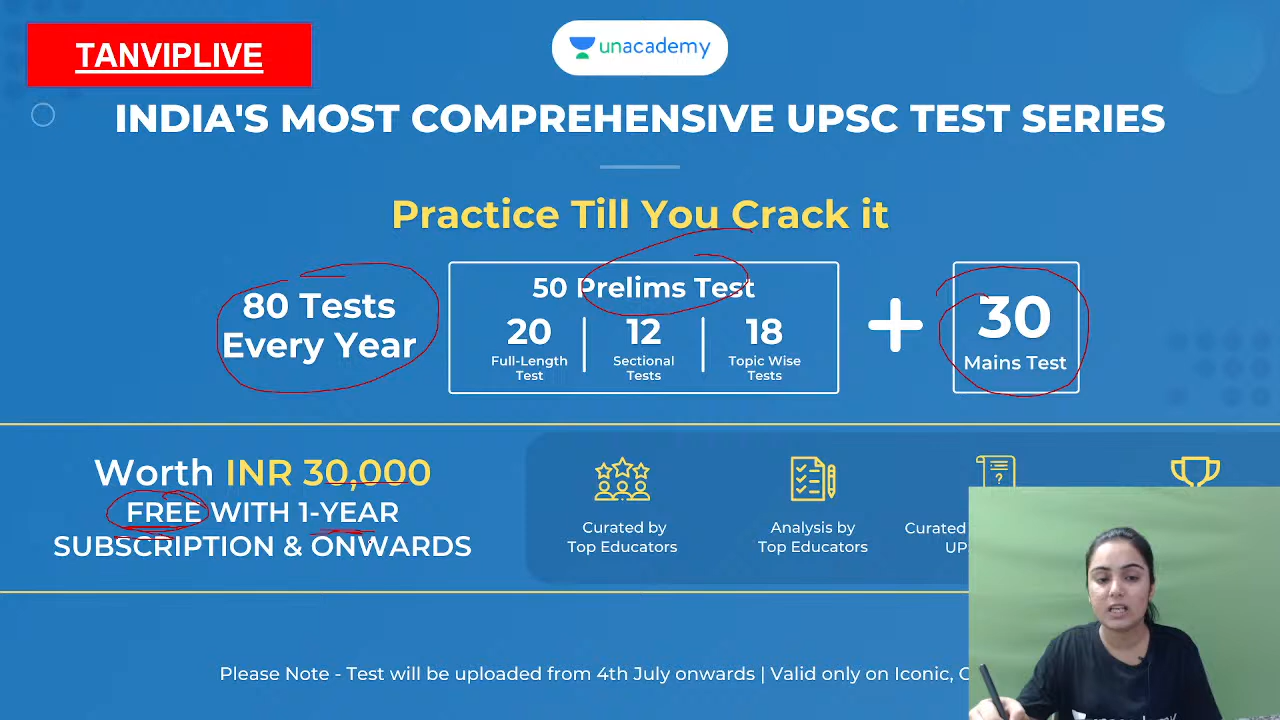 TANVIPLIVE
unacademy
INDIA'S MOST COMPREHENSIVE UPSC TEST SERIES
Practice Till You Crack it
80 Tests
Every Year
50 Prelims Test
20
Full-Length
Test
12
Sectional
Tests
18
Topic Wise
Tests
+
30
Mains Test
Worth INR 30,000
FREE WITH 1-YEAR
SUBSCRIPTION & ONWARDS
Curated by
Top Educators
Analysis by
Top Educators
Curated
Please Note - Test will be uploaded from 4th July onwards | Valid only on Iconic,
unacademy